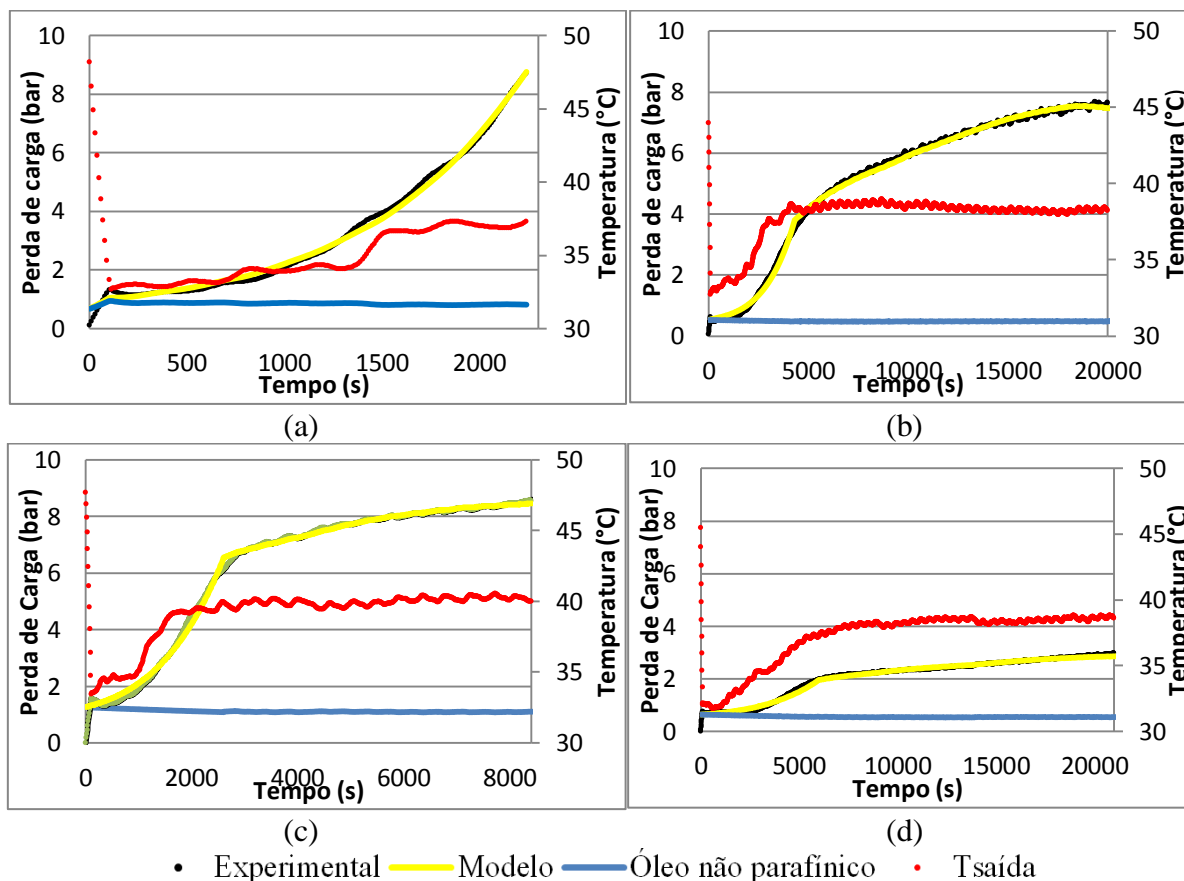 10
8
6
4
2
0
Perda de carga (bar)
50
45
40
35
30
Temperatura (°C)
0 500 1000 1500 2000
Tempo (s)
(a)
10
8
6
4
2
0
Perda de carga (bar)
50
45
40
35
30
Temperatura (°C)
0 5000 10000 15000 20000
Tempo (s)
(b)
10
8
6
4
2
0
Perda de Carga (bar)
50
45
40
35
30
Temperatura (°C)
0 2000 4000 6000 8000
Tempo (s)
(c)
10
8
6
4
2
0
Perda de Carga (bar)
50
45
40
35
30
Temperatura (°C)
0 5000 10000 15000 20000
Tempo (s)
(d)
Experimental Modelo Óleo não parafínico Tsaída